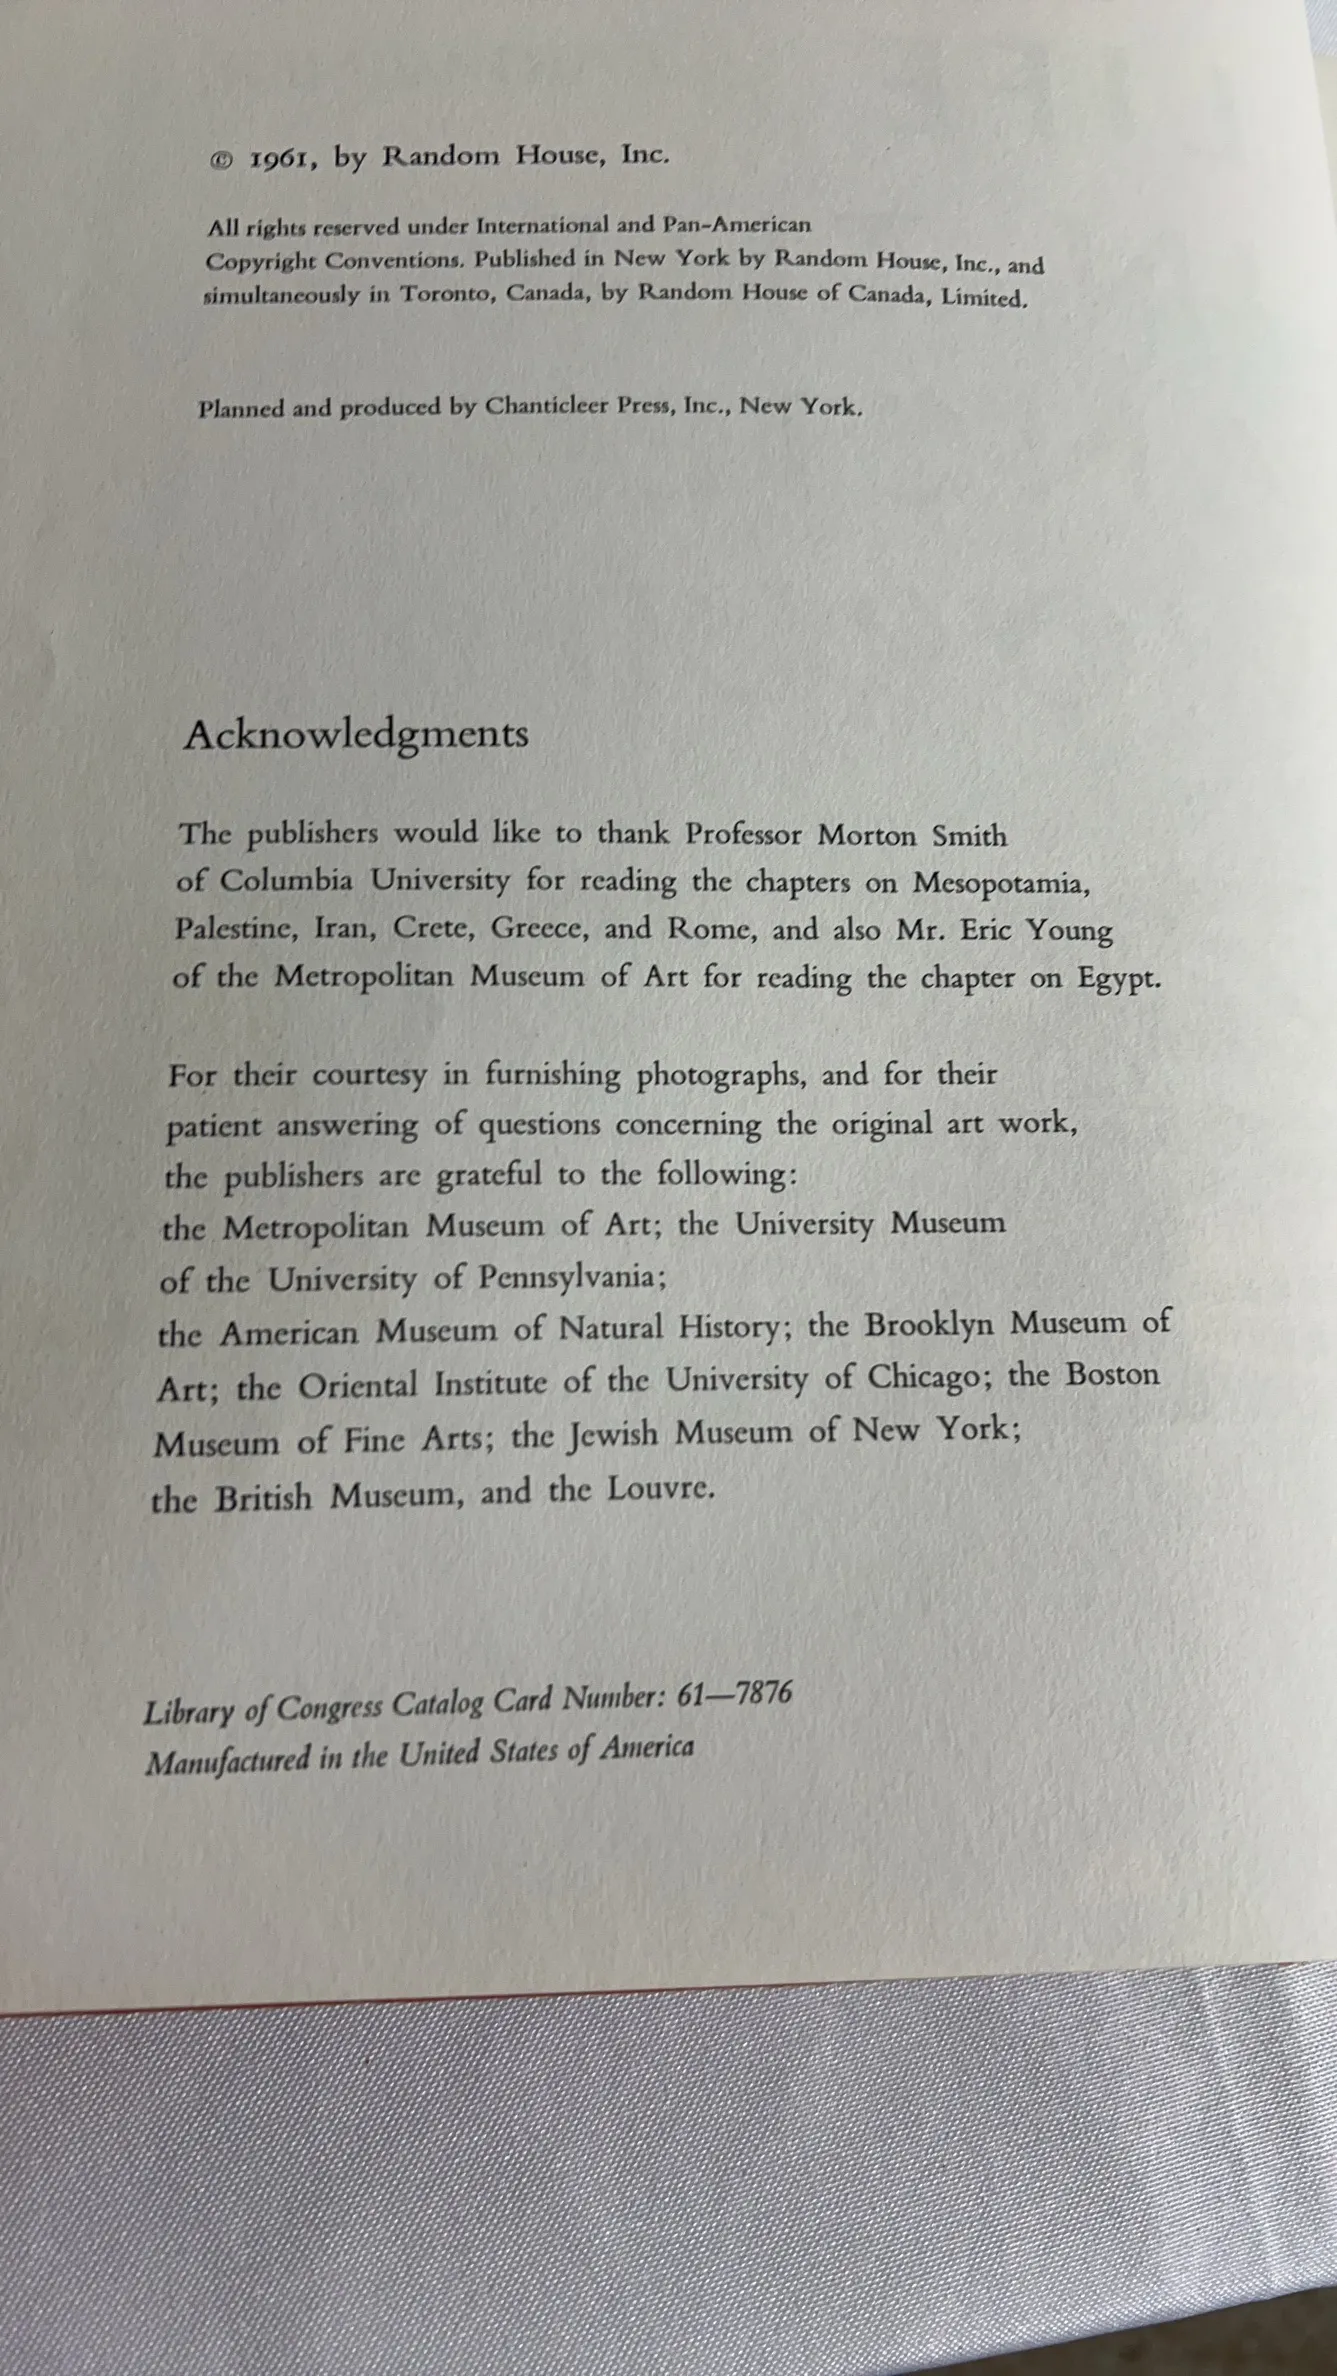 © 1961, by Random House, Inc.
All rights reserved under International and Pan-American
Copyright Conventions. Published in New York by Random House, Inc., and
simultaneously in Toronto, Canada, by Random House of Canada, Limited.
Planned and produced by Chanticleer Press, Inc., New York.
Acknowledgments
The publishers would like to thank Professor Morton Smith
of Columbia University for reading the chapters on Mesopotamia,
Palestine, Iran, Crete, Greece, and Rome, and also Mr. Eric Young
of the Metropolitan Museum of Art for reading the chapter on Egypt.
For their courtesy in furnishing photographs, and for their
patient answering of questions concerning the original art work,
the publishers are grateful to the following:
the Metropolitan Museum of Art; the University Museum
of the University of Pennsylvania;
the American Museum of Natural History; the Brooklyn Museum of
Art; the Oriental Institute of the University of Chicago; the Boston
Museum of Fine Arts; the Jewish Museum of New York;
the British Museum, and the Louvre.
Library of Congress Catalog Card Number: 61—7876
Manufactured in the United States of America